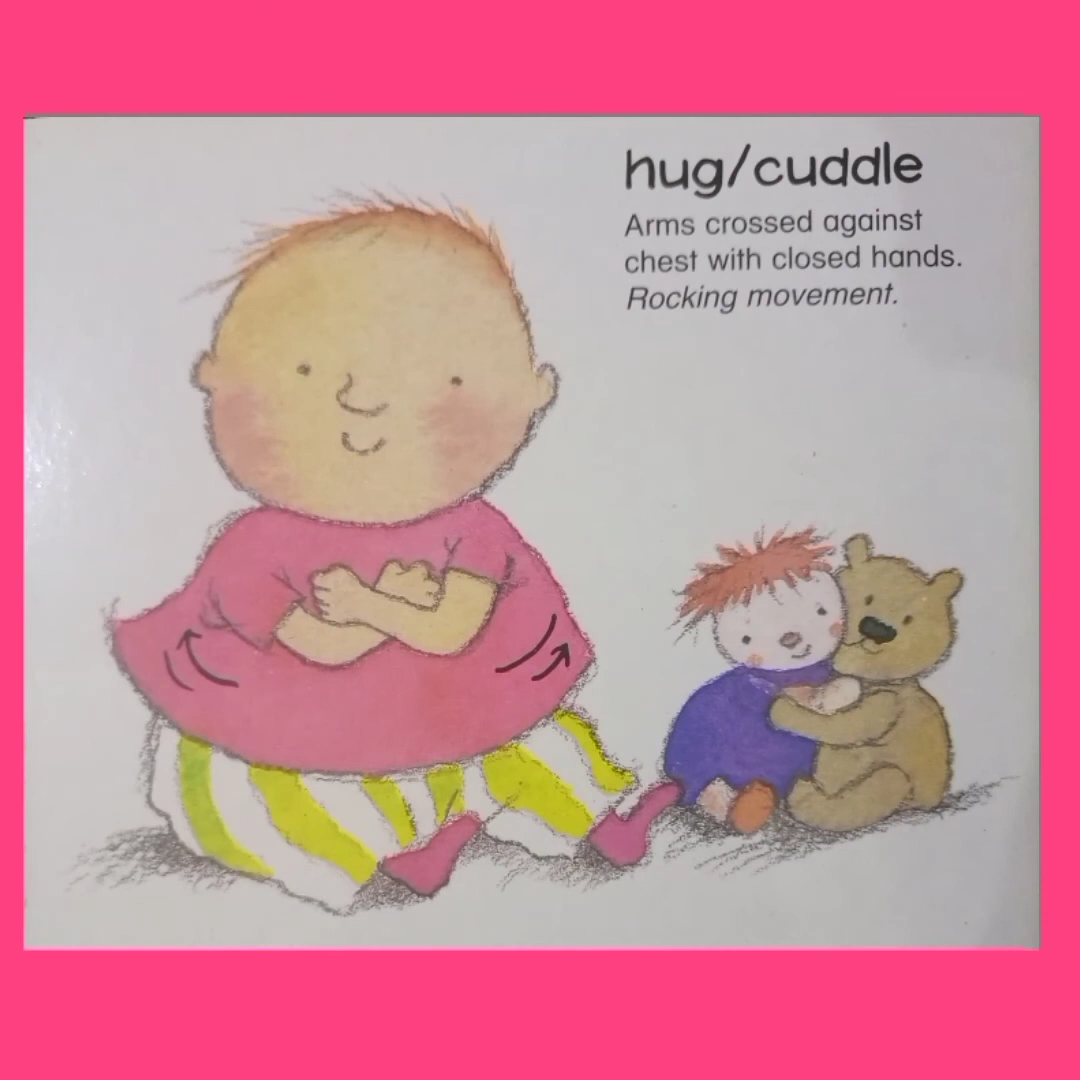 hug/cuddle
Arms crossed against
chest with closed hands.
Rocking movement.